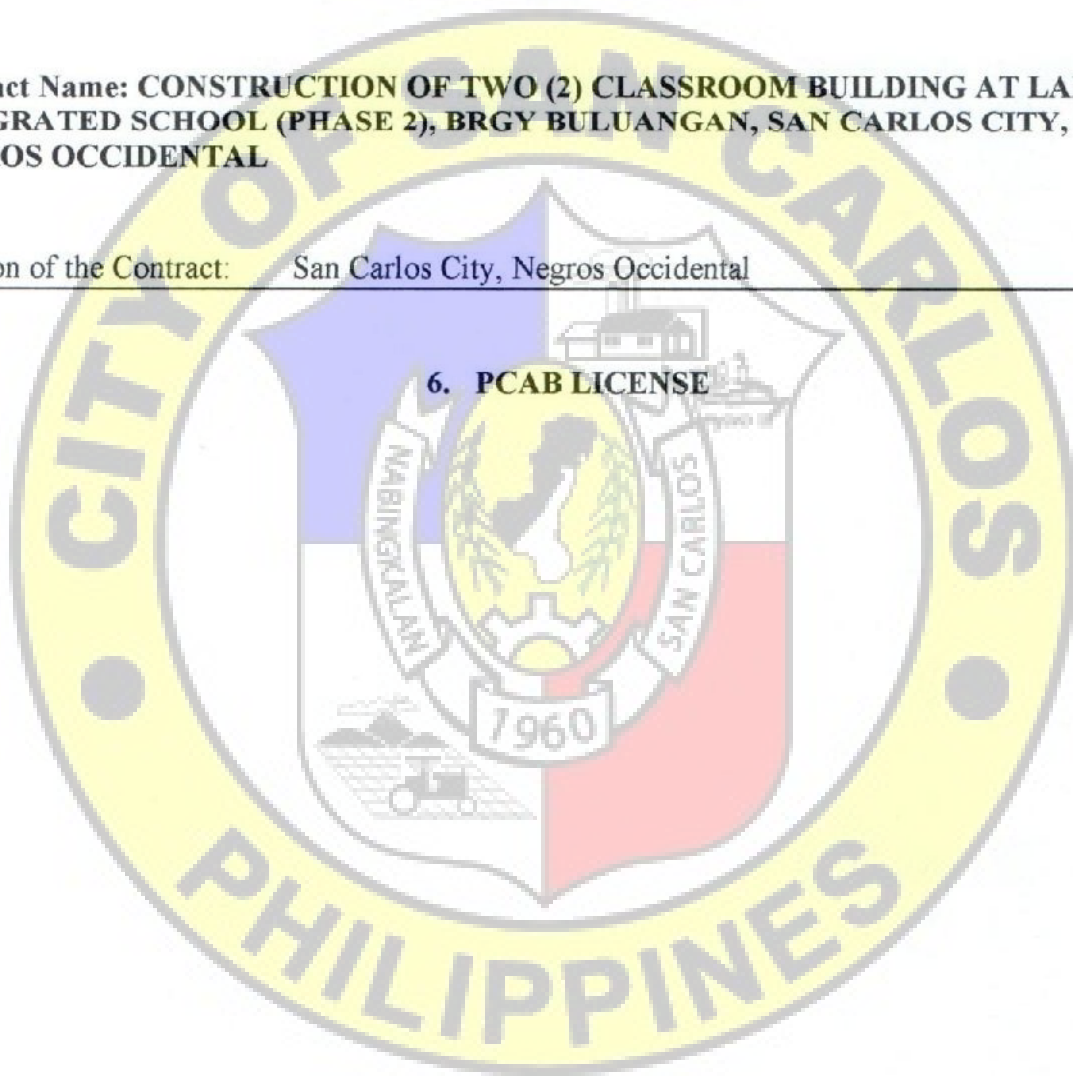 act Name: CONSTRUCTION OF TWO (2) CLASSROOM BUILDING AT LA
GRATED SCHOOL (PHASE 2), BRGY BULUANGAN, SAN CARLOS CITY,
OS OCCIDENTAL
on of the Contract: San Carlos City, Negros Occidental
6. PCAB LICENSE
CITY OF SAN CARLOS
NABINGKALAN
SAN CARLOS
1960
PHILIPPINES